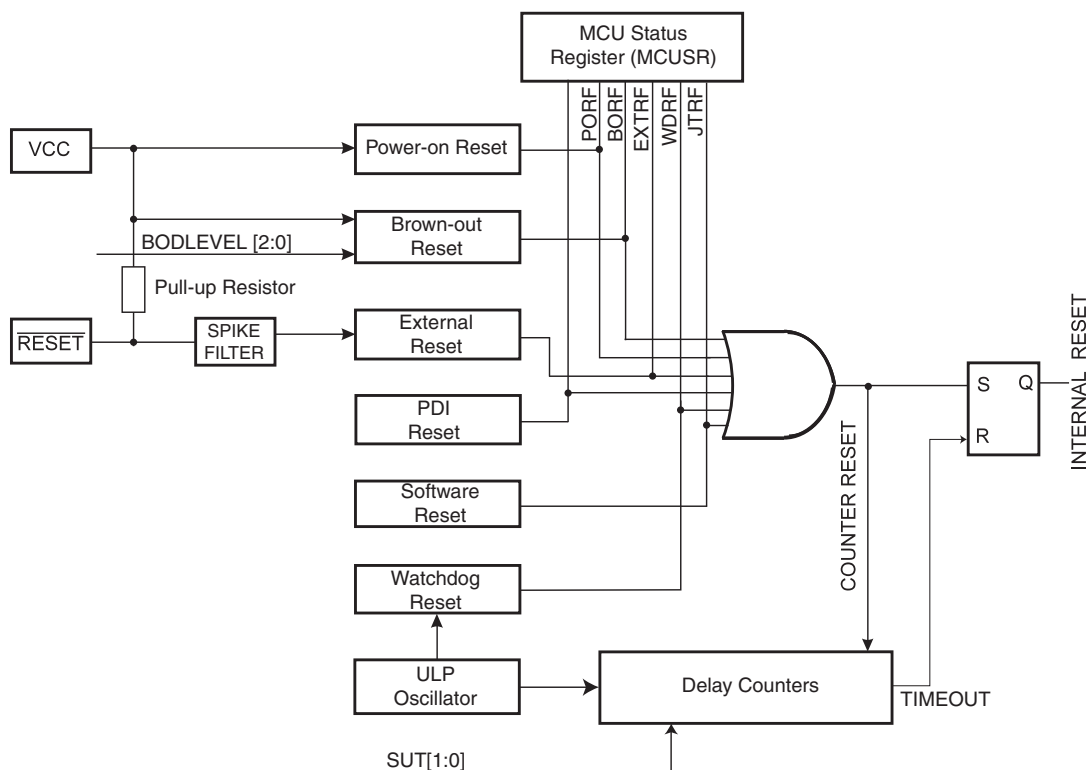 MCU Status
Register (MCUSR)
PORF
BORF
EXTRF
WDRF
JTRF
VCC
Power-on Reset
Brown-out
Reset
BODLEVEL [2:0]
Pull-up Resistor
RESET
SPIKE
FILTER
External
Reset
PDI
Reset
Software
Reset
Watchdog
Reset
ULP
Oscillator
SUT[1:0]
Delay Counters
COUNTER RESET
TIMEOUT
S
Q
R
INTERNAL RESET